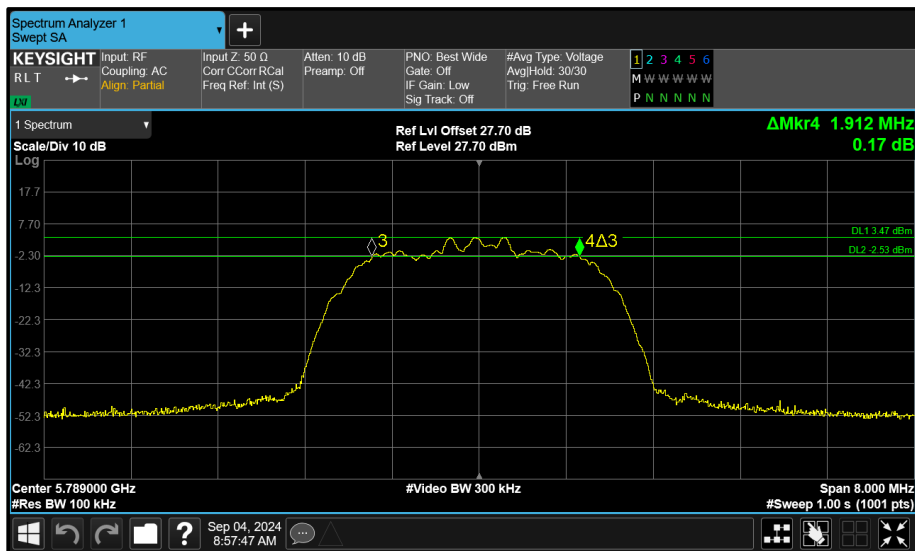 Spectrum Analyzer 1
Swept SA
+
KEYSIGHT
RLT
LXI
Input: RF
Coupling: AC
Align: Partial
Input Z: 50 Ω
Corr CCorr RCal
Freq Ref: Int (S)
Atten: 10 dB
Preamp: Off
PNO: Best Wide
Gate: Off
IF Gain: Low
Sig Track: Off
#Avg Type: Voltage
Avg|Hold: 30/30
Trig: Free Run
1 2 3 4 5 6
M W W W W W
P N N N N N
1 Spectrum
Scale/Div 10 dB
Ref Lvl Offset 27.70 dB
Ref Level 27.70 dBm
ΔMkr4 1.912 MHz
0.17 dB
Log
17.7
7.70
-2.30
-12.3
-22.3
-32.3
-42.3
-52.3
-62.3
3
4Δ3
DL1 3.47 dBm
DL2 -2.53 dBm
Center 5.789000 GHz
#Video BW 300 kHz
Span 8.000 MHz
#Res BW 100 kHz
#Sweep 1.00 s (1001 pts)
?
Sep 04, 2024
8:57:47 AM